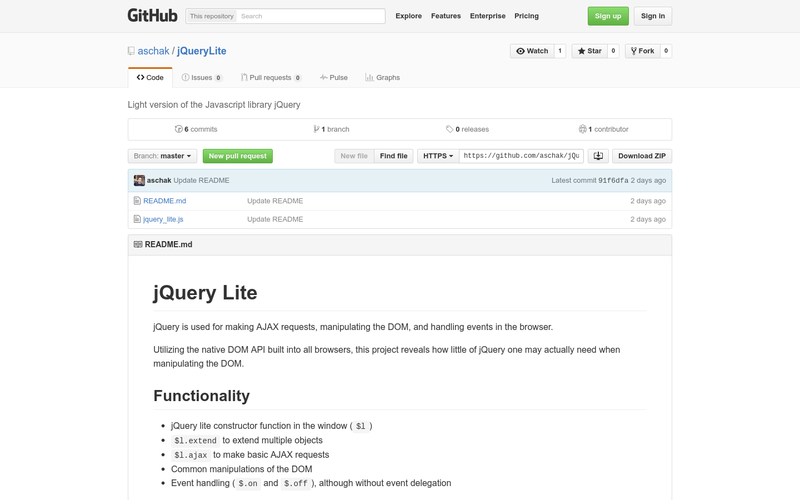 GitHub This repository Search Explore Features Enterprise Pricing Sign up Sign in
aschak / jQueryLite Watch 1 Star 0 Fork 0
Code Issues 0 Pull requests 0 Pulse Graphs
Light version of the Javascript library jQuery
6 commits 1 branch 0 releases 1 contributor
Branch: master New pull request New file Find file HTTPS https://github.com/aschak/jQu Download ZIP
aschak Update README Latest commit 91f6dfa 2 days ago
README.md Update README 2 days ago
jquery_lite.js Update README 2 days ago
README.md
jQuery Lite
jQuery is used for making AJAX requests, manipulating the DOM, and handling events in the browser.
Utilizing the native DOM API built into all browsers, this project reveals how little of jQuery one may actually need when
manipulating the DOM.
Functionality
• jQuery lite constructor function in the window ( $l )
• $l.extend to extend multiple objects
• $l.ajax to make basic AJAX requests
• Common manipulations of the DOM
• Event handling ( $.on and $.off ), although without event delegation